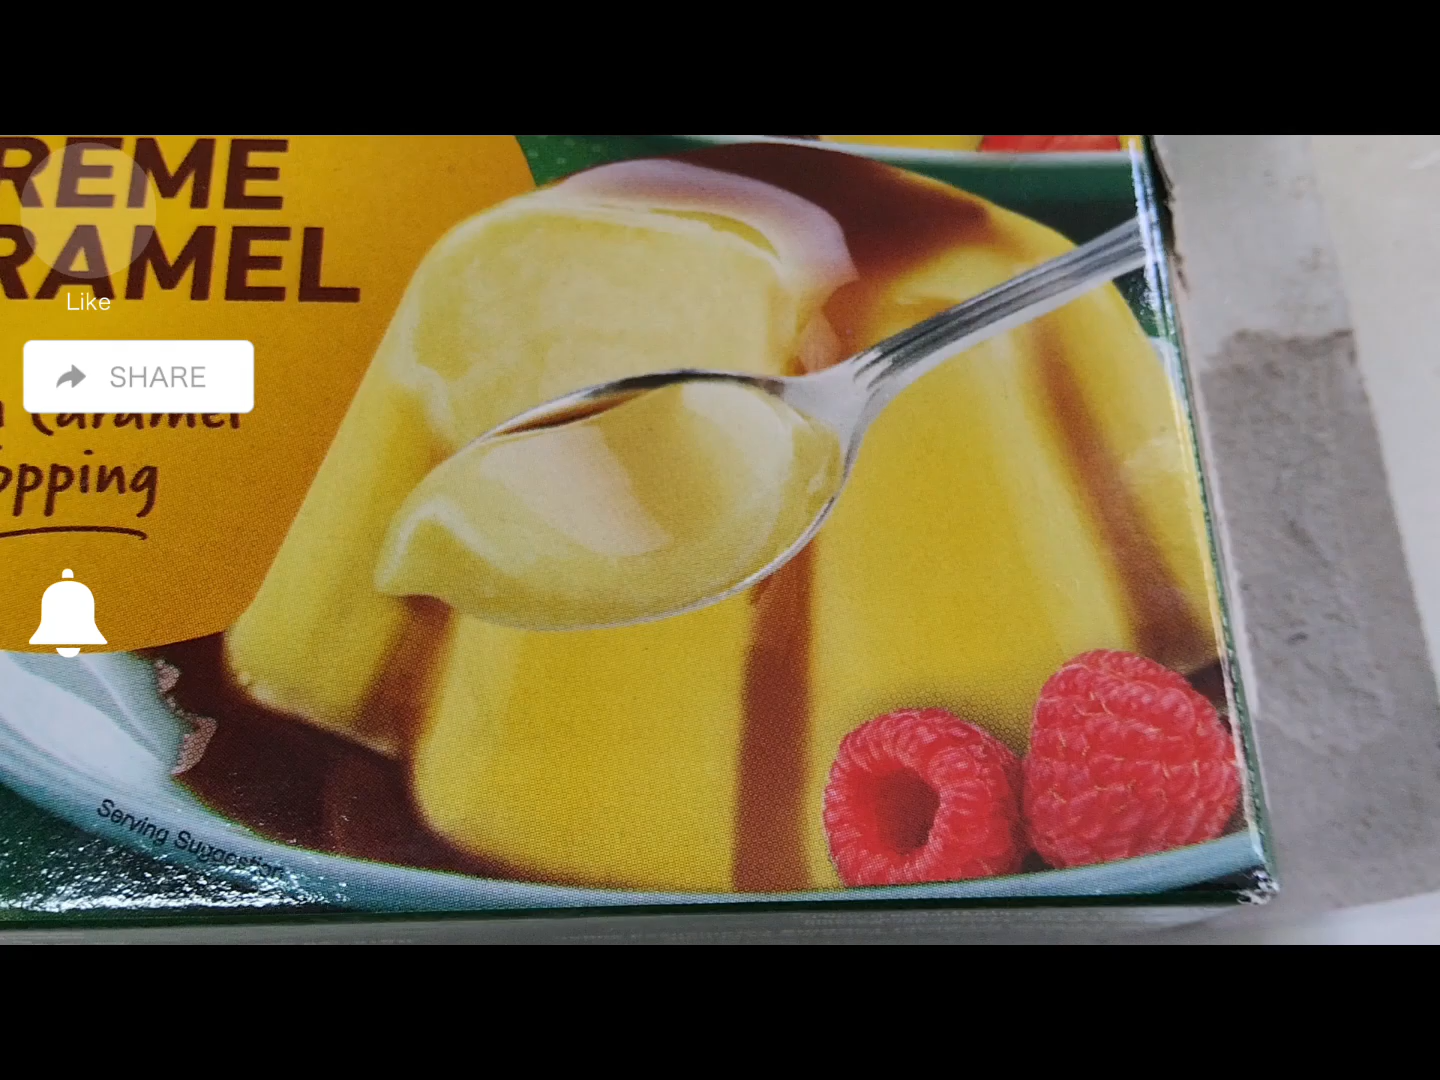 REME
RAMEL
Like
SHARE
Caramel
opping
Serving Suggestion